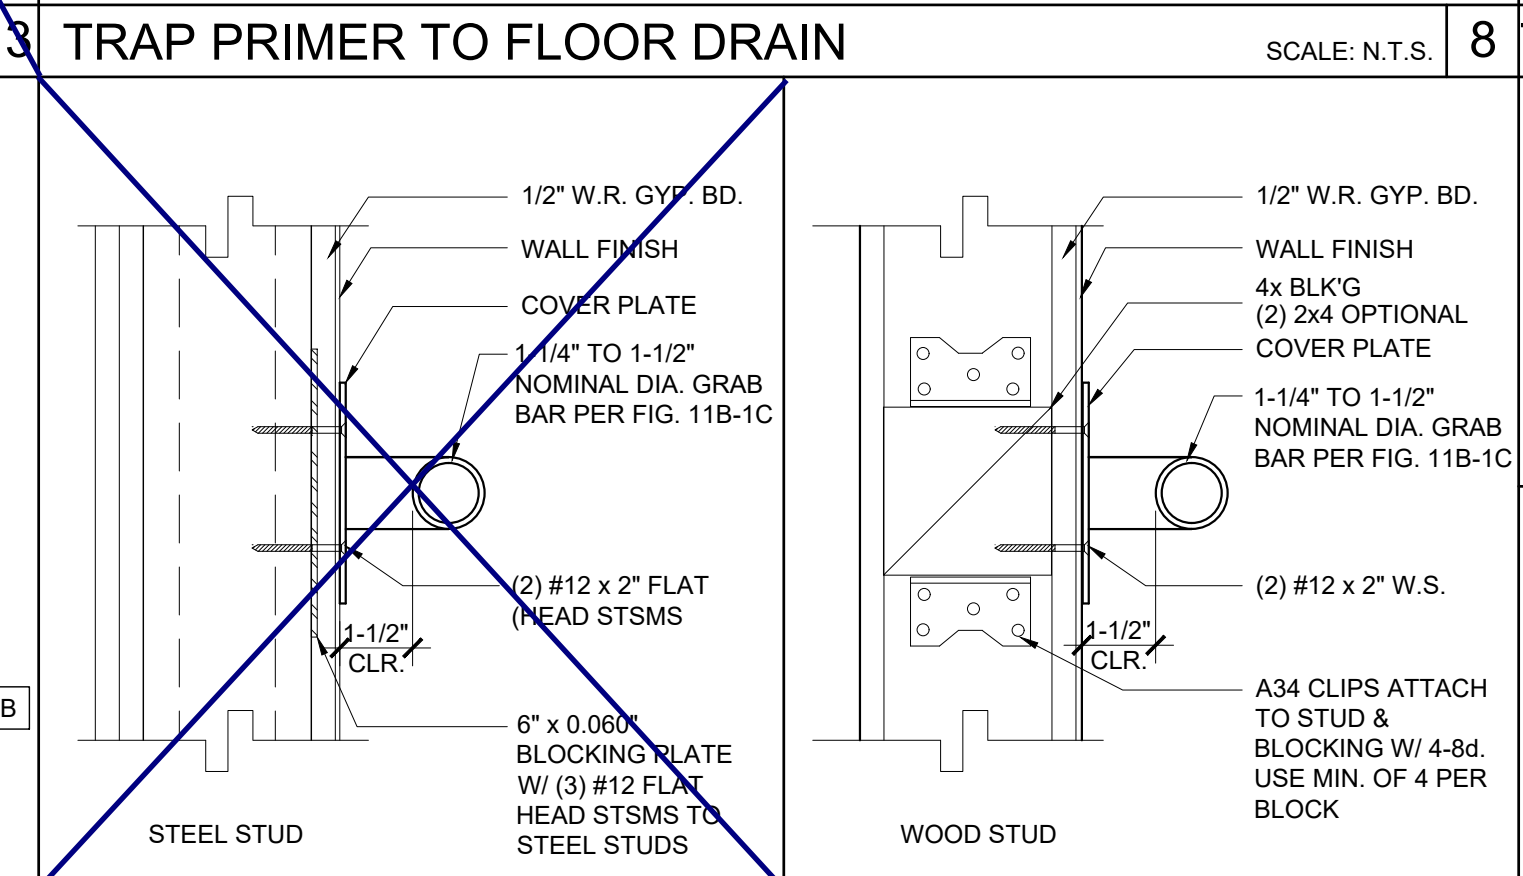 3
TRAP PRIMER TO FLOOR DRAIN
SCALE: N.T.S.
8
1/2" W.R. GYP. BD.
WALL FINISH
COVER PLATE
1-1/4" TO 1-1/2"
NOMINAL DIA. GRAB
BAR PER FIG. 11B-1C
(2) #12 x 2" FLAT
(HEAD STSMS
1-1/2"
CLR.
6" x 0.060"
BLOCKING PLATE
W/ (3) #12 FLAT
HEAD STSMS TO
STEEL STUDS
STEEL STUD
B
1/2" W.R. GYP. BD.
WALL FINISH
4x BLK'G
(2) 2x4 OPTIONAL
COVER PLATE
1-1/4" TO 1-1/2"
NOMINAL DIA. GRAB
BAR PER FIG. 11B-1C
(2) #12 x 2" W.S.
1-1/2"
CLR.
A34 CLIPS ATTACH
TO STUD &
BLOCKING W/ 4-8d.
USE MIN. OF 4 PER
BLOCK
WOOD STUD